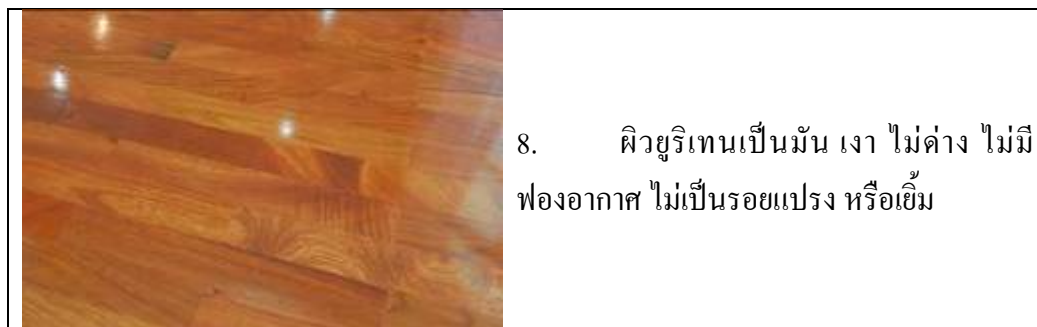 8. ผิวยูริเทนเป็นมัน เงา ไม่ด่าง ไม่มี
ฟองอากาศ ไม่เป็นรอยแปรง หรือเยิ้ม